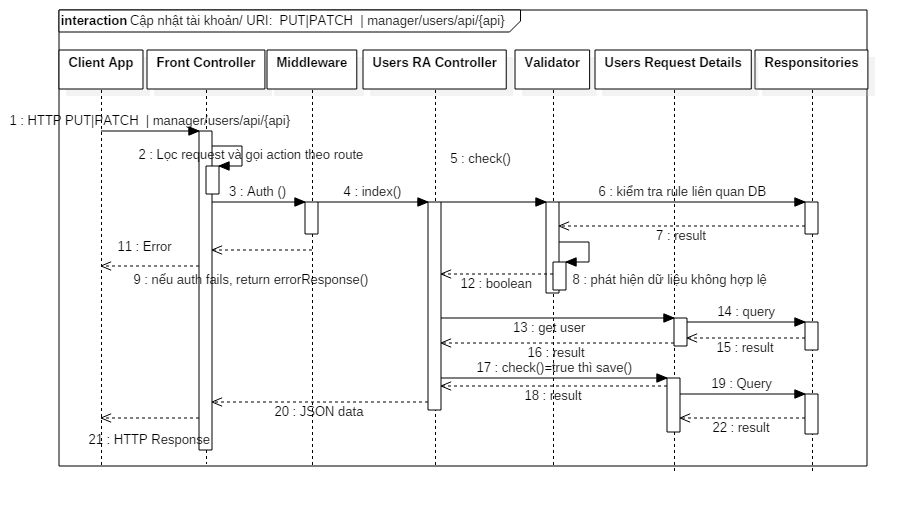 interaction Cập nhật tài khoản/ URI: PUT|PATCH | manager/users/api/{api}
Client App
Front Controller
Middleware
Users RA Controller
Validator
Users Request Details
Responsitories
1 : HTTP PUT|PATCH | manager/users/api/{api}
2 : Lọc request và gọi action theo route
5 : check()
3 : Auth ()
4 : index()
6 : kiểm tra rule liên quan DB
7 : result
11 : Error
9 : nếu auth fails, return errorResponse()
12 : boolean
8 : phát hiện dữ liệu không hợp lệ
14 : query
13 : get user
15 : result
16 : result
17 : check()=true thì save()
19 : Query
18 : result
20 : JSON data
22 : result
21 : HTTP Response